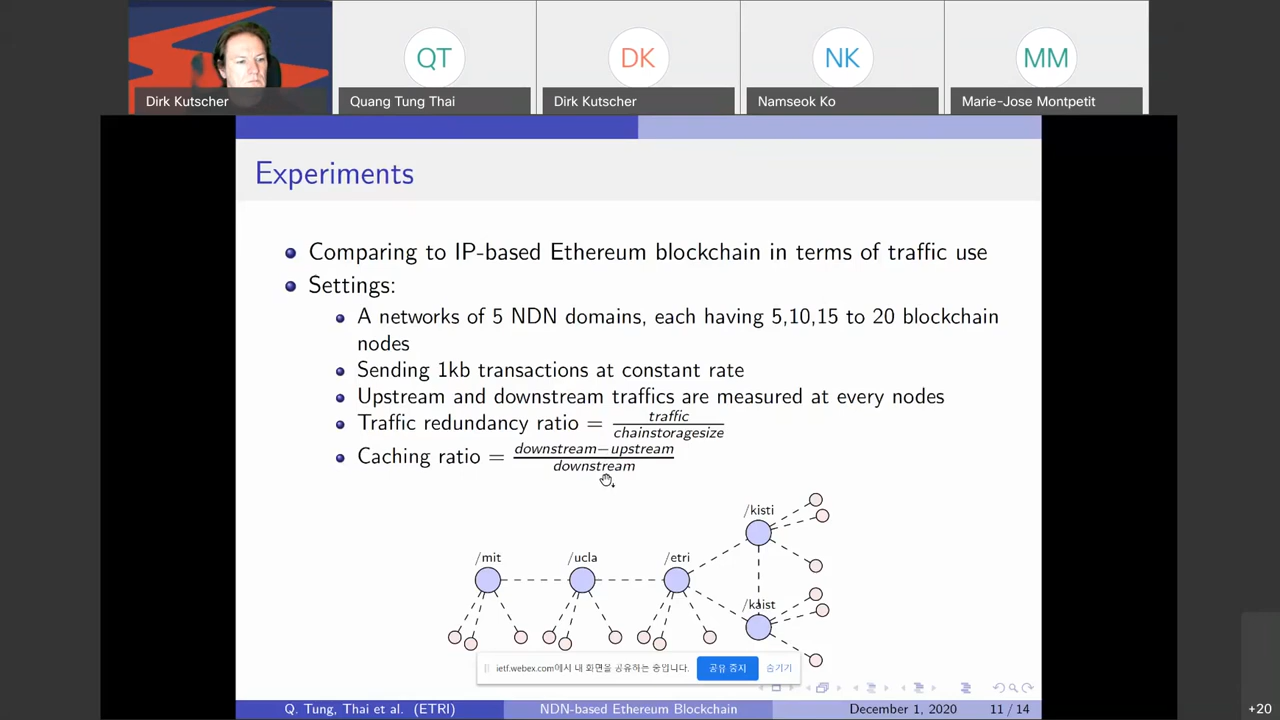 QT
DK
NK
MM
Dirk Kutscher
Quang Tung Thai
Dirk Kutscher
Namseok Ko
Marie-Jose Montpetit
Experiments
Comparing to IP-based Ethereum blockchain in terms of traffic use
Settings:
A networks of 5 NDN domains, each having 5,10,15 to 20 blockchain
nodes
Sending 1kb transactions at constant rate
Upstream and downstream traffics are measured at every nodes
Traffic redundancy ratio = traffic / chainstoragesize
Caching ratio = downstream−upstream / downstream
/kisti
/mit
/ucla
/etri
/kaist
ietf.webex.com에서 내 화면을 공유하는 중입니다.
공유 중지
숨기기
Q. Tung, Thai et al. (ETRI)
NDN-based Ethereum Blockchain
December 1, 2020
11 / 14
+20